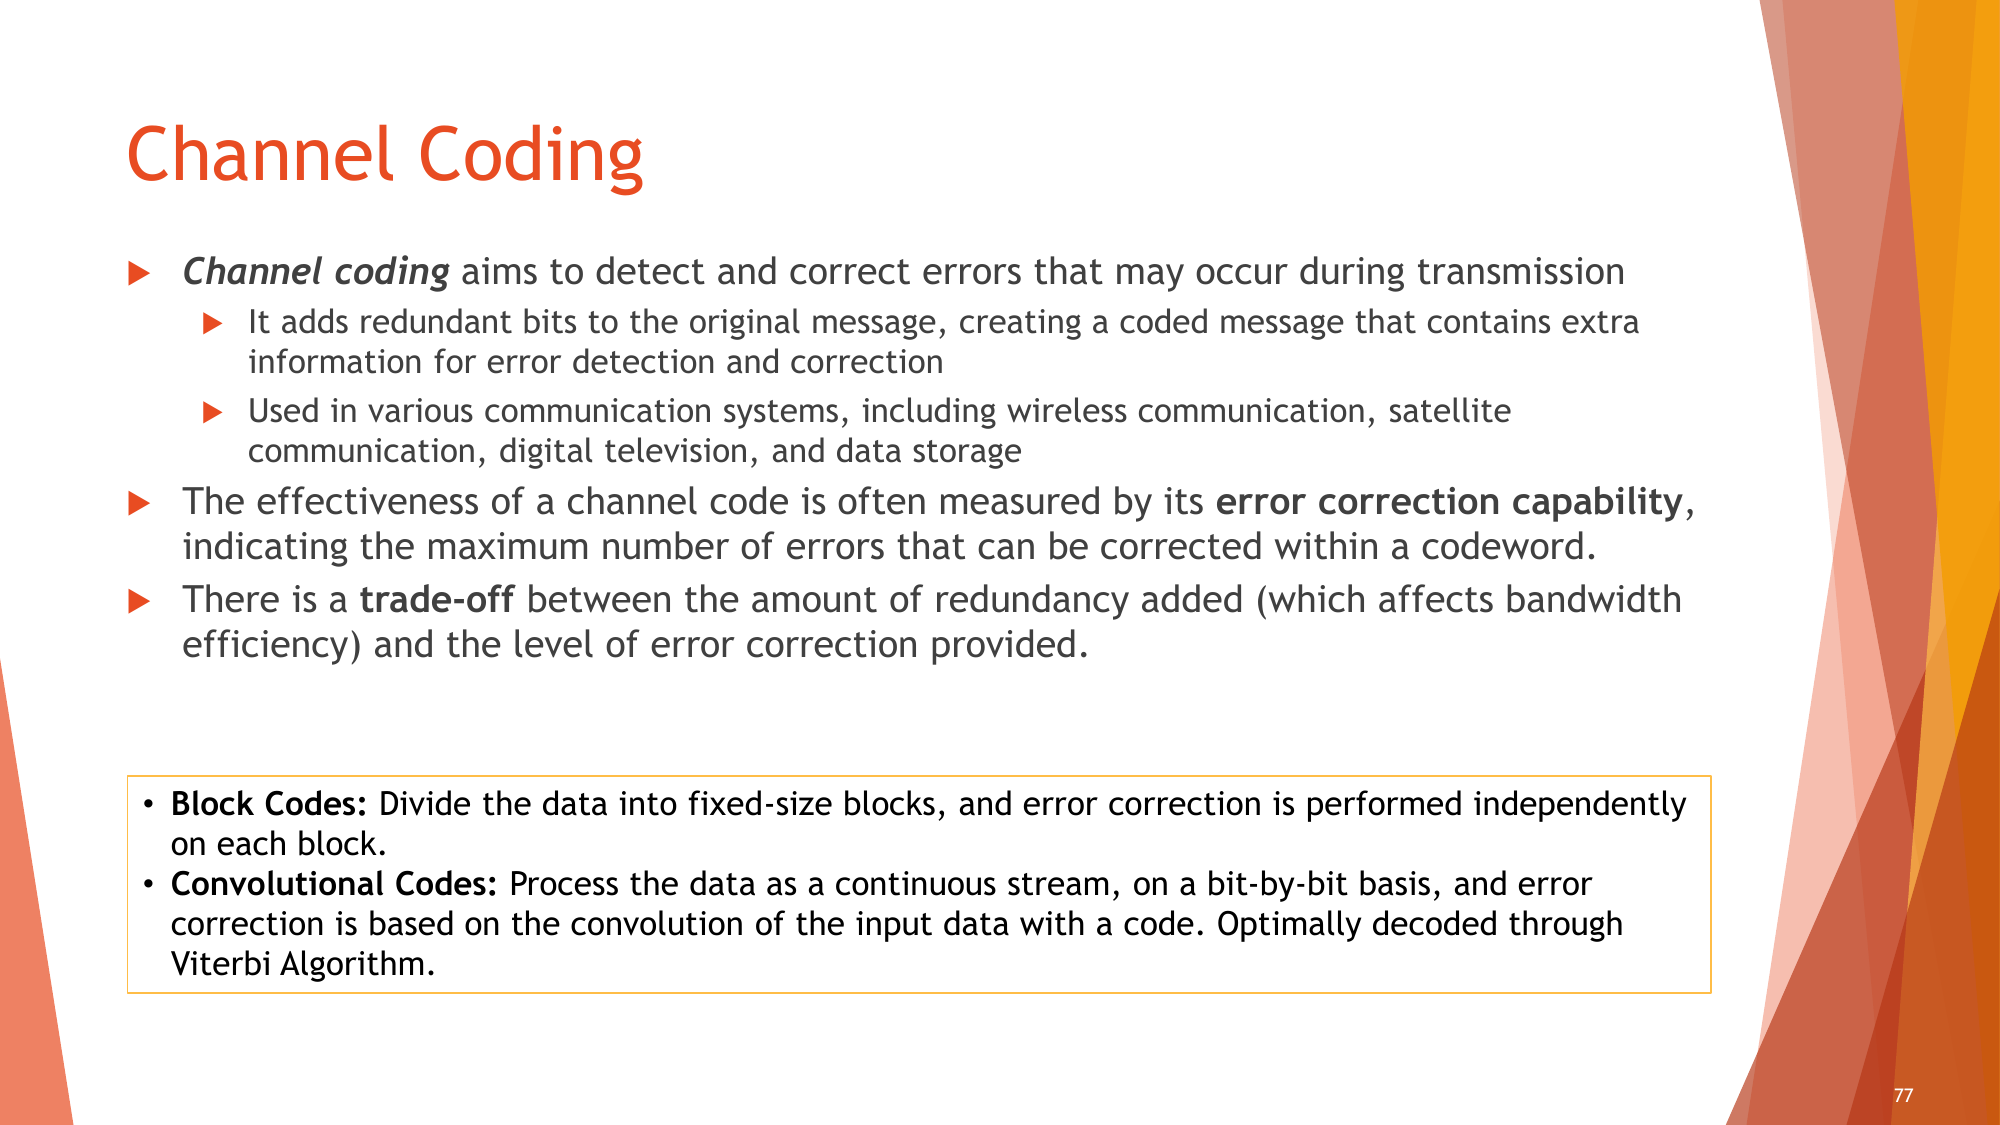 Channel Coding
Channel coding aims to detect and correct errors that may occur during transmission
It adds redundant bits to the original message, creating a coded message that contains extra
information for error detection and correction
Used in various communication systems, including wireless communication, satellite
communication, digital television, and data storage
The effectiveness of a channel code is often measured by its error correction capability,
indicating the maximum number of errors that can be corrected within a codeword.
There is a trade-off between the amount of redundancy added (which affects bandwidth
efficiency) and the level of error correction provided.
• Block Codes: Divide the data into fixed-size blocks, and error correction is performed independently
on each block.
• Convolutional Codes: Process the data as a continuous stream, on a bit-by-bit basis, and error
correction is based on the convolution of the input data with a code. Optimally decoded through
Viterbi Algorithm.
77